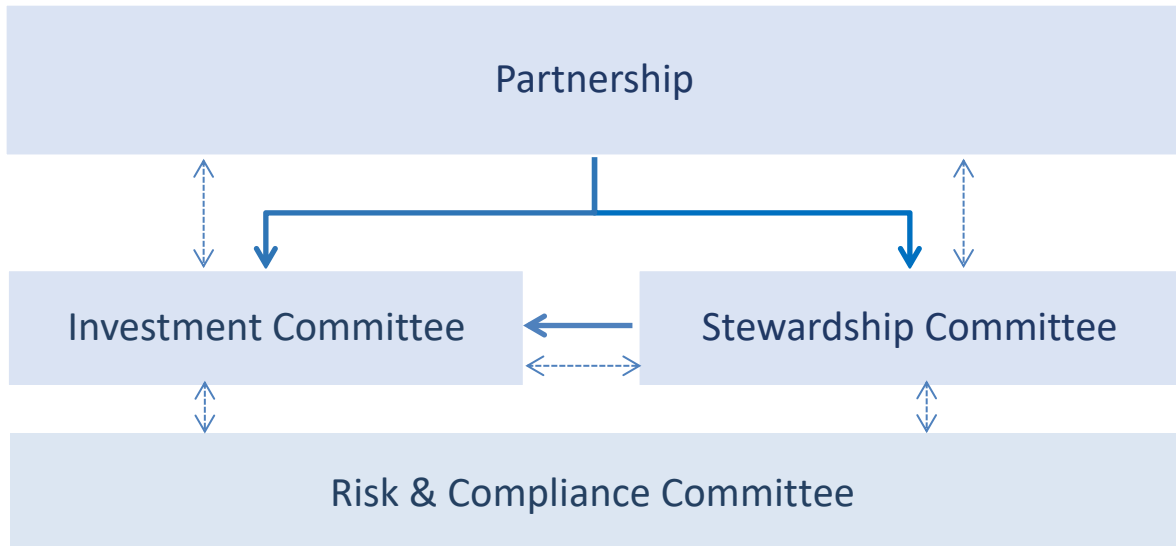 Partnership
Investment Committee
Stewardship Committee
Risk & Compliance Committee